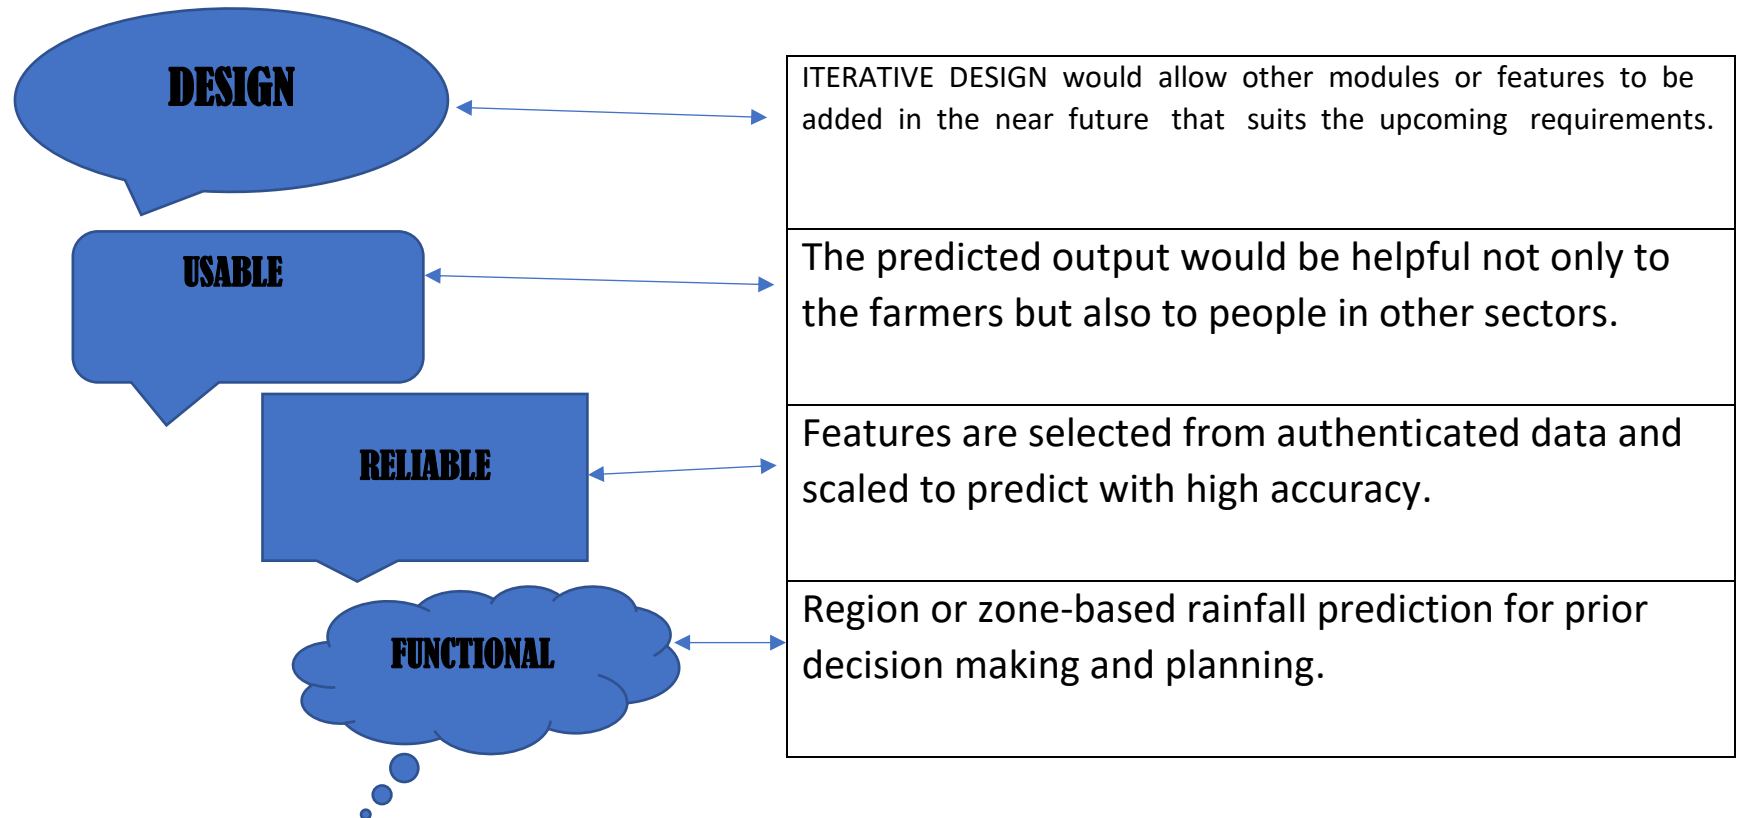 DESIGN
ITERATIVE DESIGN would allow other modules or features to be
added in the near future that suits the upcoming requirements.
USABLE
The predicted output would be helpful not only to
the farmers but also to people in other sectors.
RELIABLE
Features are selected from authenticated data and
scaled to predict with high accuracy.
FUNCTIONAL
Region or zone-based rainfall prediction for prior
decision making and planning.